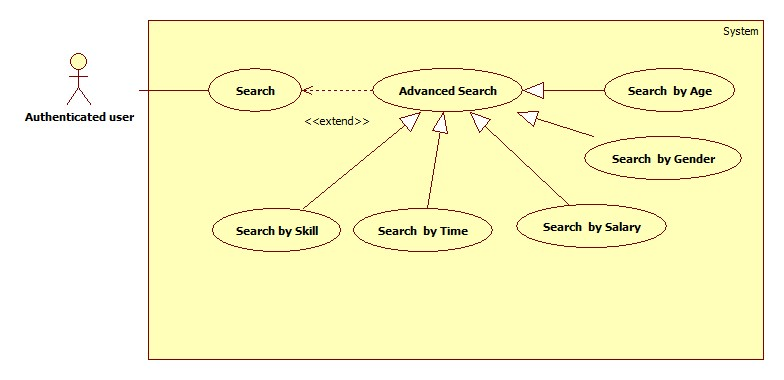 System
Search
Advanced Search
Search by Age
Authenticated user
<<extend>>
Search by Gender
Search by Skill
Search by Time
Search by Salary